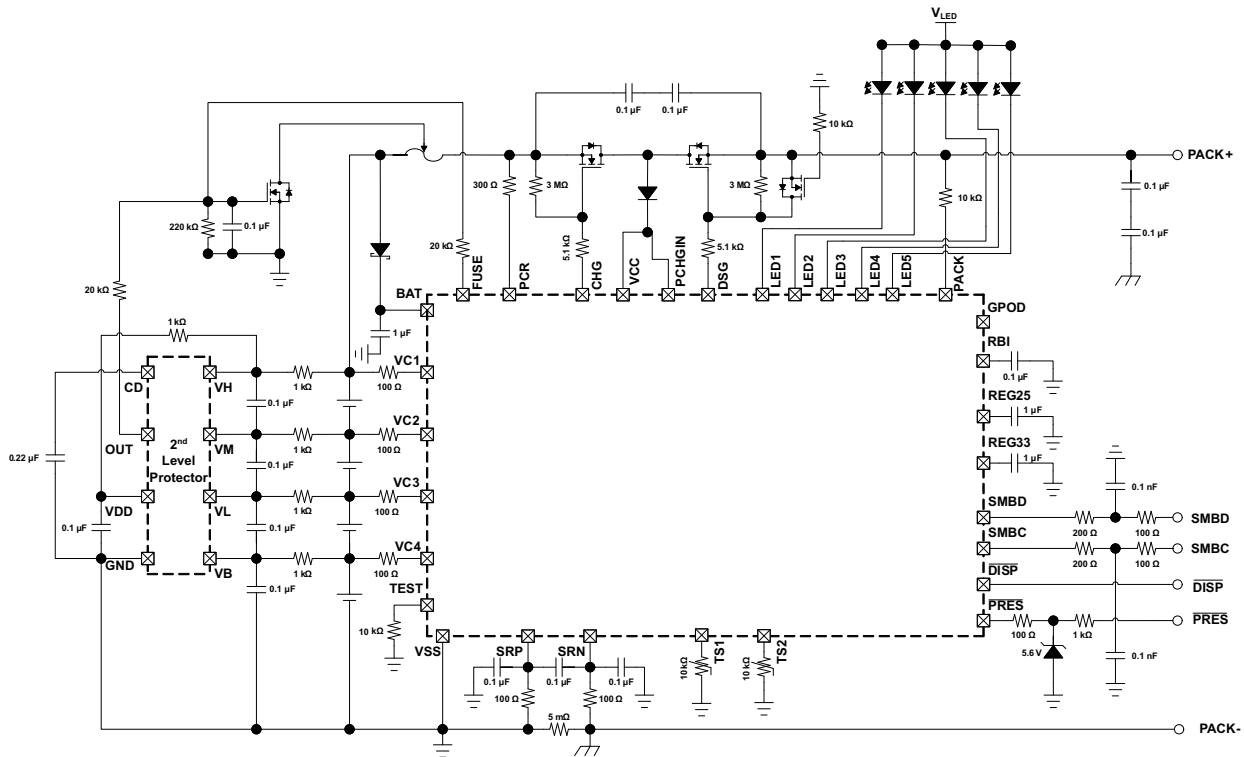 V_LED
0.1 µF
0.1 µF
10 kΩ
PACK+
300 Ω
3 MΩ
3 MΩ
10 kΩ
0.1 µF
0.1 µF
220 kΩ
0.1 µF
20 kΩ
5.1 kΩ
5.1 kΩ
20 kΩ
FUSE
PCR
CHG
VCC
PCHGIN
DSG
LED1
LED2
LED3
LED4
LED5
PACK
BAT
1 µF
GPOD
RBI
0.1 µF
1 kΩ
VC1
100 Ω
CD
VH
1 kΩ
0.1 µF
REG25
1 µF
VC2
100 Ω
OUT
2nd
Level
Protector
VM
1 kΩ
0.22 µF
0.1 µF
REG33
1 µF
VC3
100 Ω
VDD
VL
1 kΩ
0.1 µF
0.1 µF
SMBD
200 Ω
0.1 nF
100 Ω
SMBD
SMBC
200 Ω
100 Ω
SMBC
VC4
100 Ω
GND
VB
1 kΩ
0.1 µF
DISP
DISP
TEST
10 kΩ
PRES
100 Ω
1 kΩ
PRES
5.6 V
0.1 nF
VSS
SRP
SRN
TS1
TS2
0.1 µF
0.1 µF
0.1 µF
10 kΩ
10 kΩ
100 Ω
100 Ω
5 mΩ
PACK-